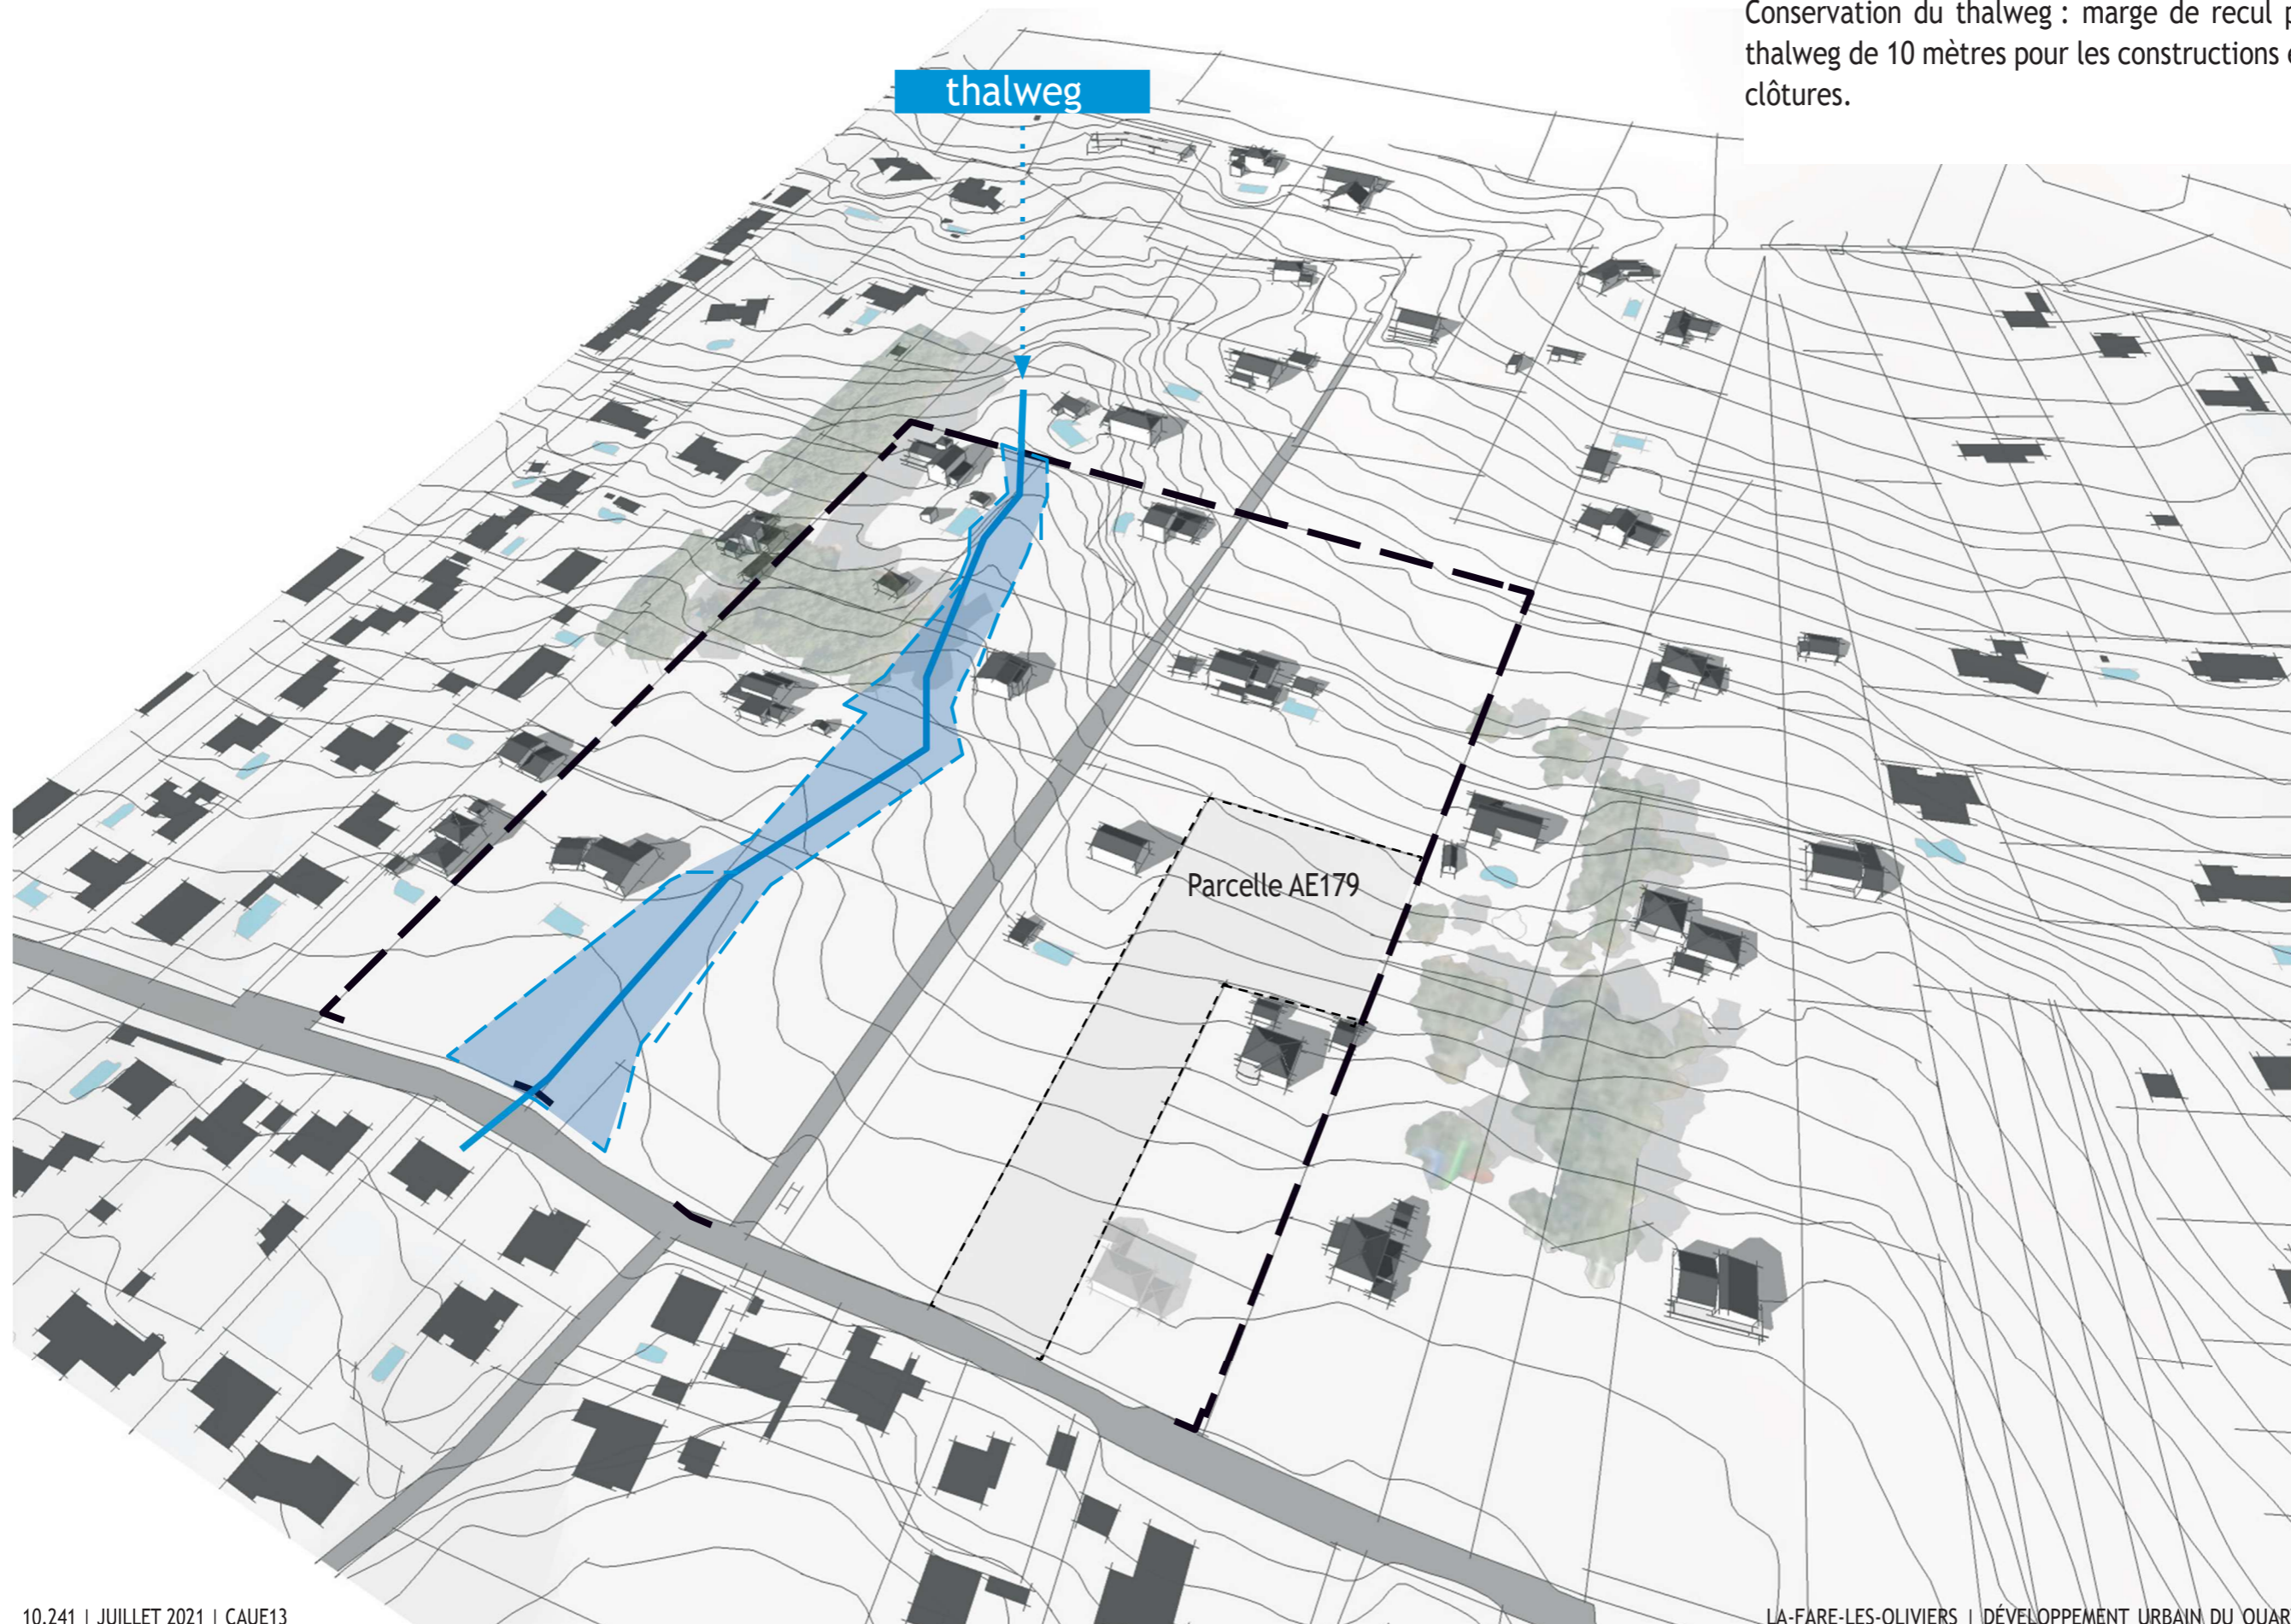 Conservation du thalweg : marge de recul
thalweg de 10 mètres pour les constructions
clôtures.
thalweg
Parcelle AE179
10.241 | JUILLET 2021 | CAUE13
LA-FARE-LES-OLIVIERS | DÉVELOPPEMENT URBAIN DU QUAR